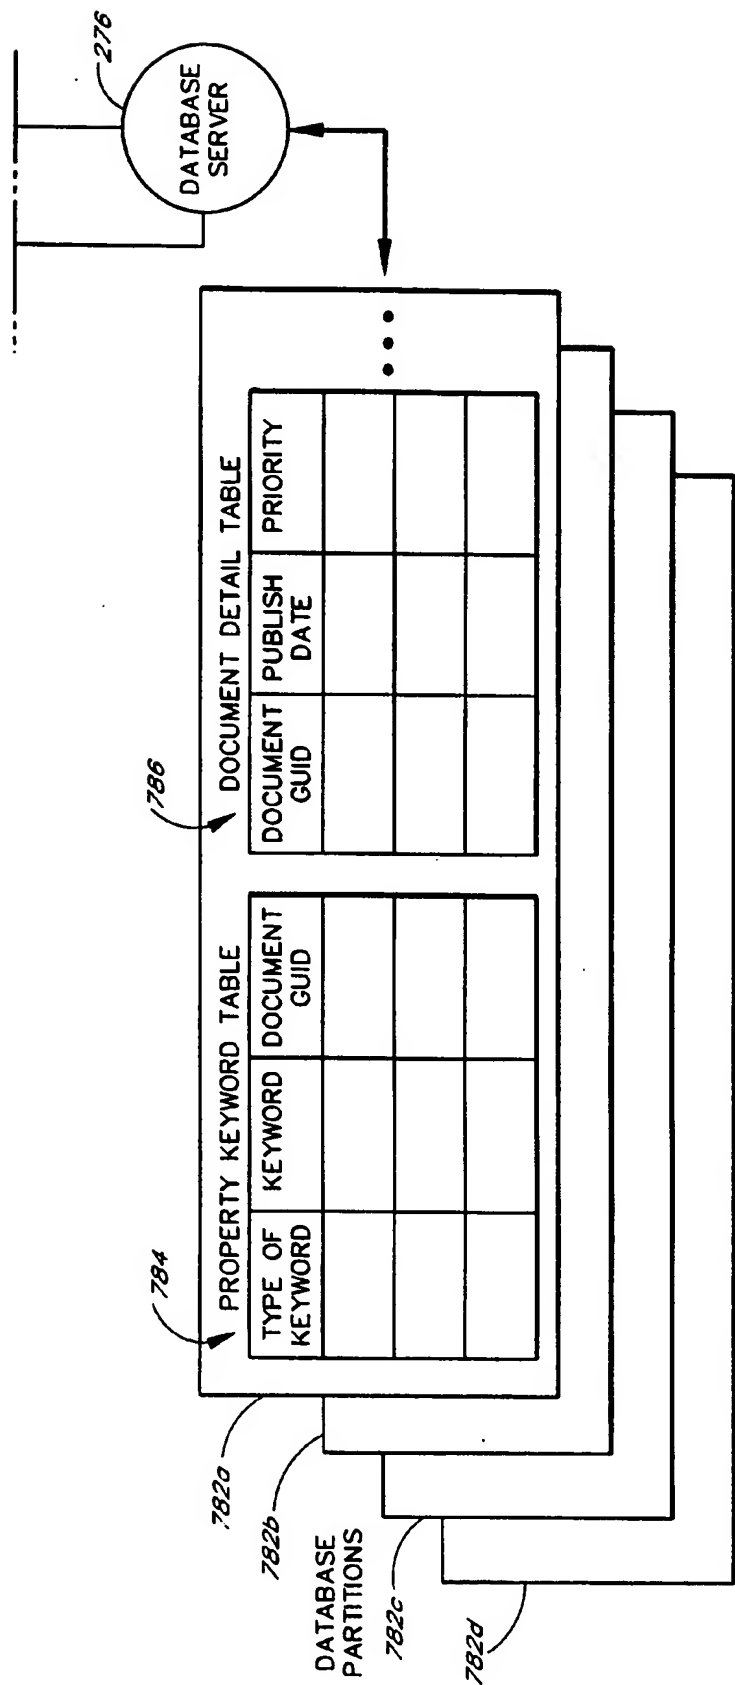 276
DATABASE
SERVER
782a
782b
DATABASE
PARTITIONS
782c
782d
784
PROPERTY KEYWORD TABLE
TYPE OF
KEYWORD
KEYWORD
DOCUMENT
GUID
786
DOCUMENT DETAIL TABLE
DOCUMENT
GUID
PUBLISH
DATE
PRIORITY